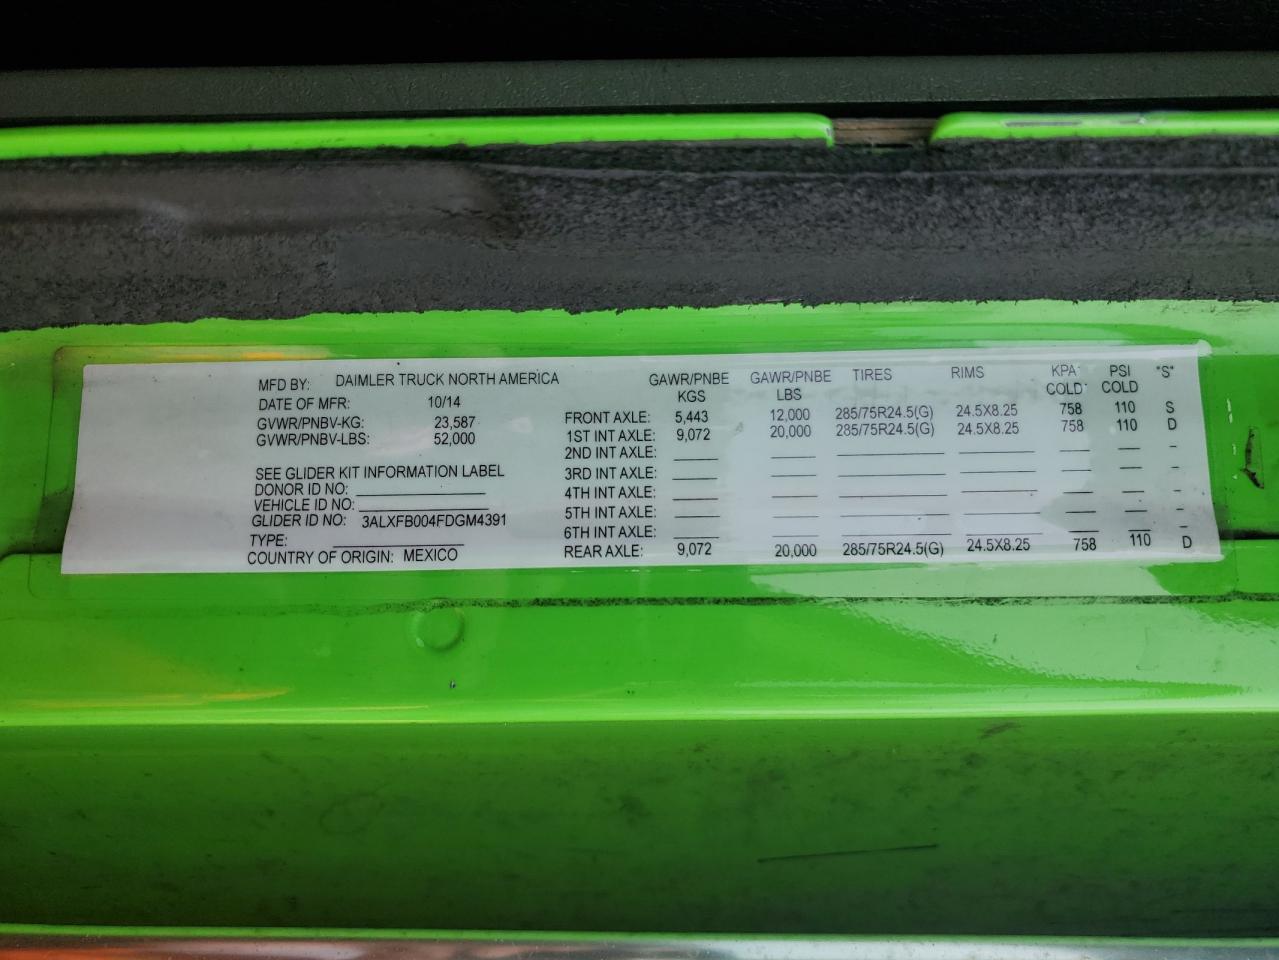 MFD BY: DAIMLER TRUCK NORTH AMERICA
DATE OF MFR: 10/14
GVWR/PNBV-KG: 23,587
GVWR/PNBV-LBS: 52,000
SEE GLIDER KIT INFORMATION LABEL
DONOR ID NO:
VEHICLE ID NO:
GLIDER ID NO: 3ALXFB004FDGM4391
TYPE:
COUNTRY OF ORIGIN: MEXICO
GAWR/PNBE KGS GAWR/PNBE LBS TIRES RIMS KPA COLD PSI COLD "S"
FRONT AXLE: 5,443 12,000 285/75R24.5(G) 24.5X8.25 758 110 S
1ST INT AXLE: 9,072 20,000 285/75R24.5(G) 24.5X8.25 758 110 D
2ND INT AXLE:
3RD INT AXLE:
4TH INT AXLE:
5TH INT AXLE:
6TH INT AXLE:
REAR AXLE: 9,072 20,000 285/75R24.5(G) 24.5X8.25 758 110 D